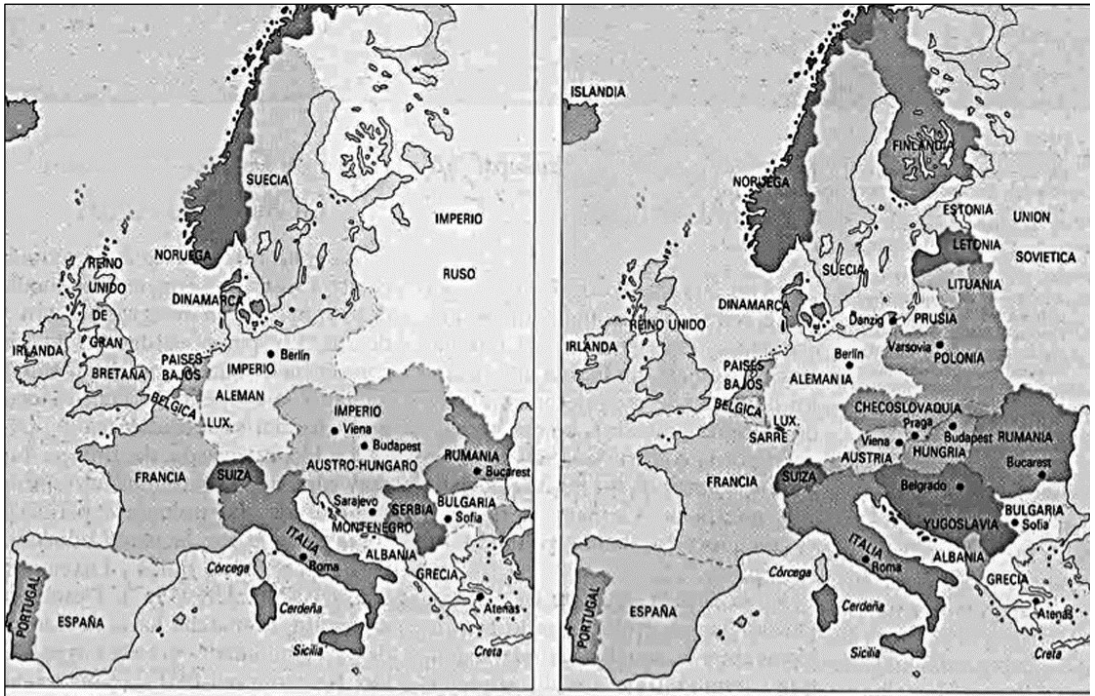 SUECIA
IMPERIO
RUSO
NORUEGA
REINO
UNIDO
DE
GRAN
BRETAÑA
IRLANDA
DINAMARCA
PAISES
BAJOS
Berlín
IMPERIO
ALEMAN
BELGICA
LUX.
IMPERIO
Viena
Budapest
AUSTRO-HUNGARO
RUMANIA
Bucarest
FRANCIA
SUIZA
Sarajevo
SERBIA
BULGARIA
Sofia
MONTENEGRO
ITALIA
Roma
ALBANIA
GRECIA
Atenas
Córcega
Cerdeña
Sicilia
Creta
PORTUGAL
ESPAÑA
ISLANDIA
FINLANDIA
NORUEGA
ESTONIA
UNION
SOVIETICA
LETONIA
SUECIA
LITUANIA
DINAMARCA
REINO UNIDO
IRLANDA
Danzig
PRUSIA
Varsovia
POLONIA
PAISES
BAJOS
Berlín
ALEMANIA
BELGICA
LUX.
SARRE
CHECOSLOVAQUIA
Praga
Viena
Budapest
AUSTRIA
HUNGRIA
RUMANIA
Bucarest
FRANCIA
SUIZA
Belgrado
YUGOSLAVIA
BULGARIA
Sofia
ITALIA
Roma
ALBANIA
GRECIA
Atenas
Córcega
Cerdeña
Sicilia
Creta
PORTUGAL
ESPAÑA